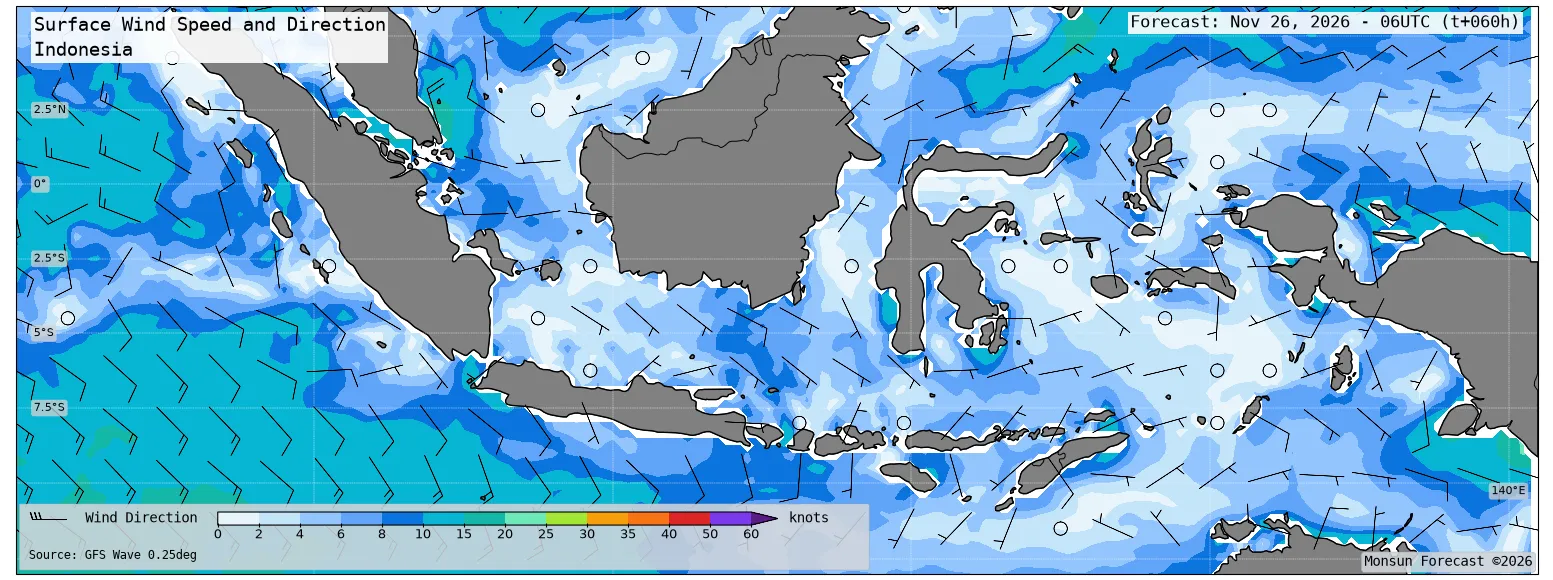 Surface Wind Speed and Direction
Indonesia
Forecast: Nov 26, 2026 - 06UTC (t+060h)
2.5°N
0°
2.5°S
5°S
7.5°S
140°E
Wind Direction
0 2 4 6 8 10 15 20 25 30 35 40 50 60
knots
Source: GFS Wave 0.25deg
Monsun Forecast ©2026